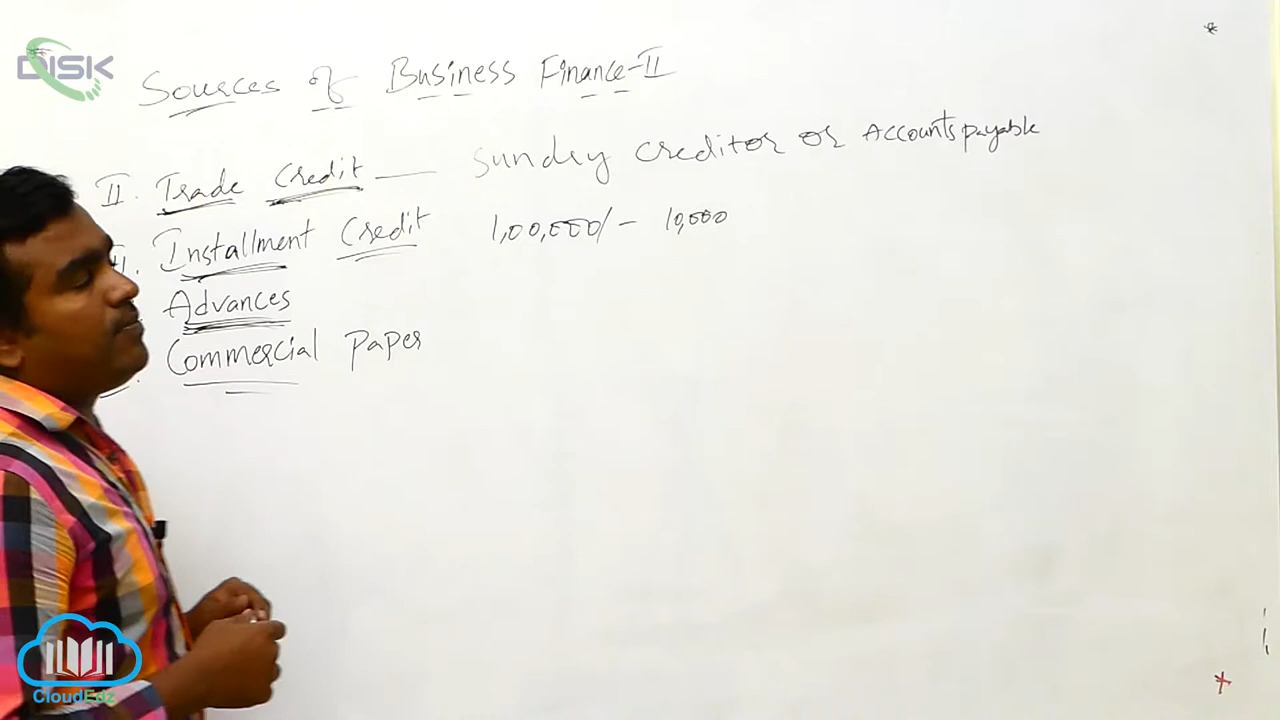 DISK
Sources of Business Finance-II
II. Trade Credit — Sundry creditor or Accounts payable
Installment Credit 1,00,000/- 10,000
Advances
Commercial paper
CloudEdz